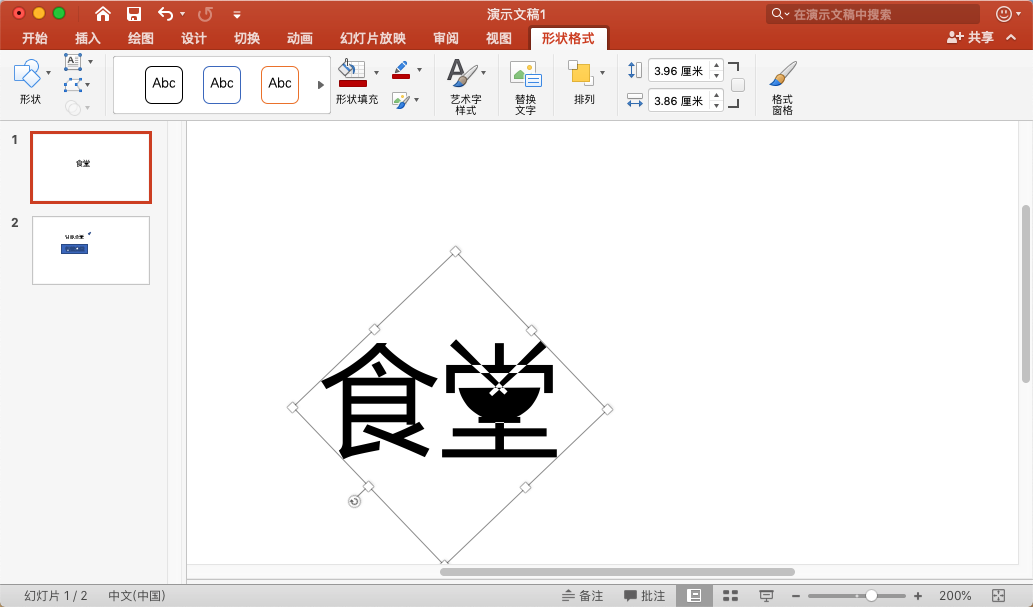 演示文稿1
在演示文稿中搜索
开始 插入 绘图 设计 切换 动画 幻灯片放映 审阅 视图 形状格式 共享
形状
Abc Abc Abc
形状填充
A
艺术字样式
替换文字
排列
3.96 厘米
3.86 厘米
格式窗格
1
食堂
2
食堂
幻灯片 1 / 2 中文(中国) 备注 批注 200%